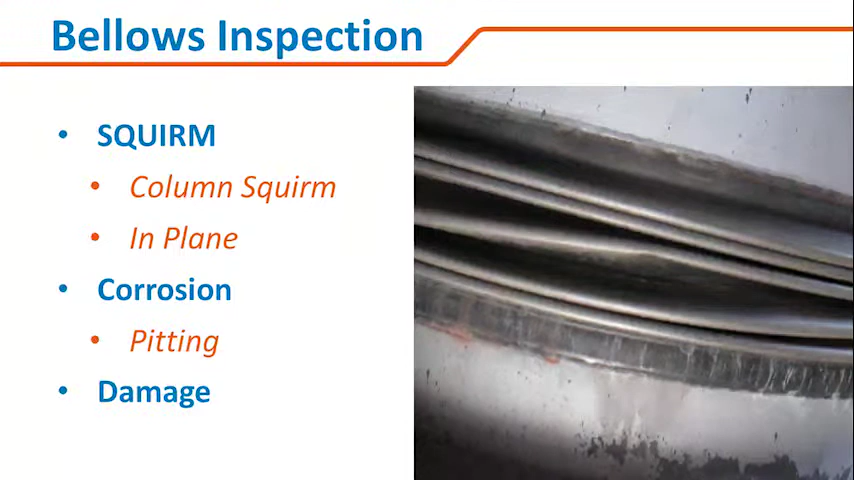 Bellows Inspection
• SQUIRM
• Column Squirm
• In Plane
• Corrosion
• Pitting
• Damage